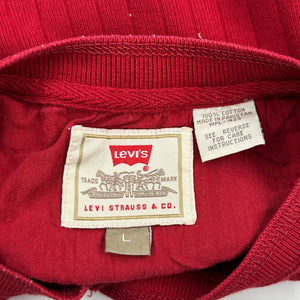 LEVI'S
TRADE MARK
LEVI STRAUSS & CO.
L
100% COTTON
MADE IN PAKISTAN
SEE REVERSE
FOR CARE
INSTRUCTIONS